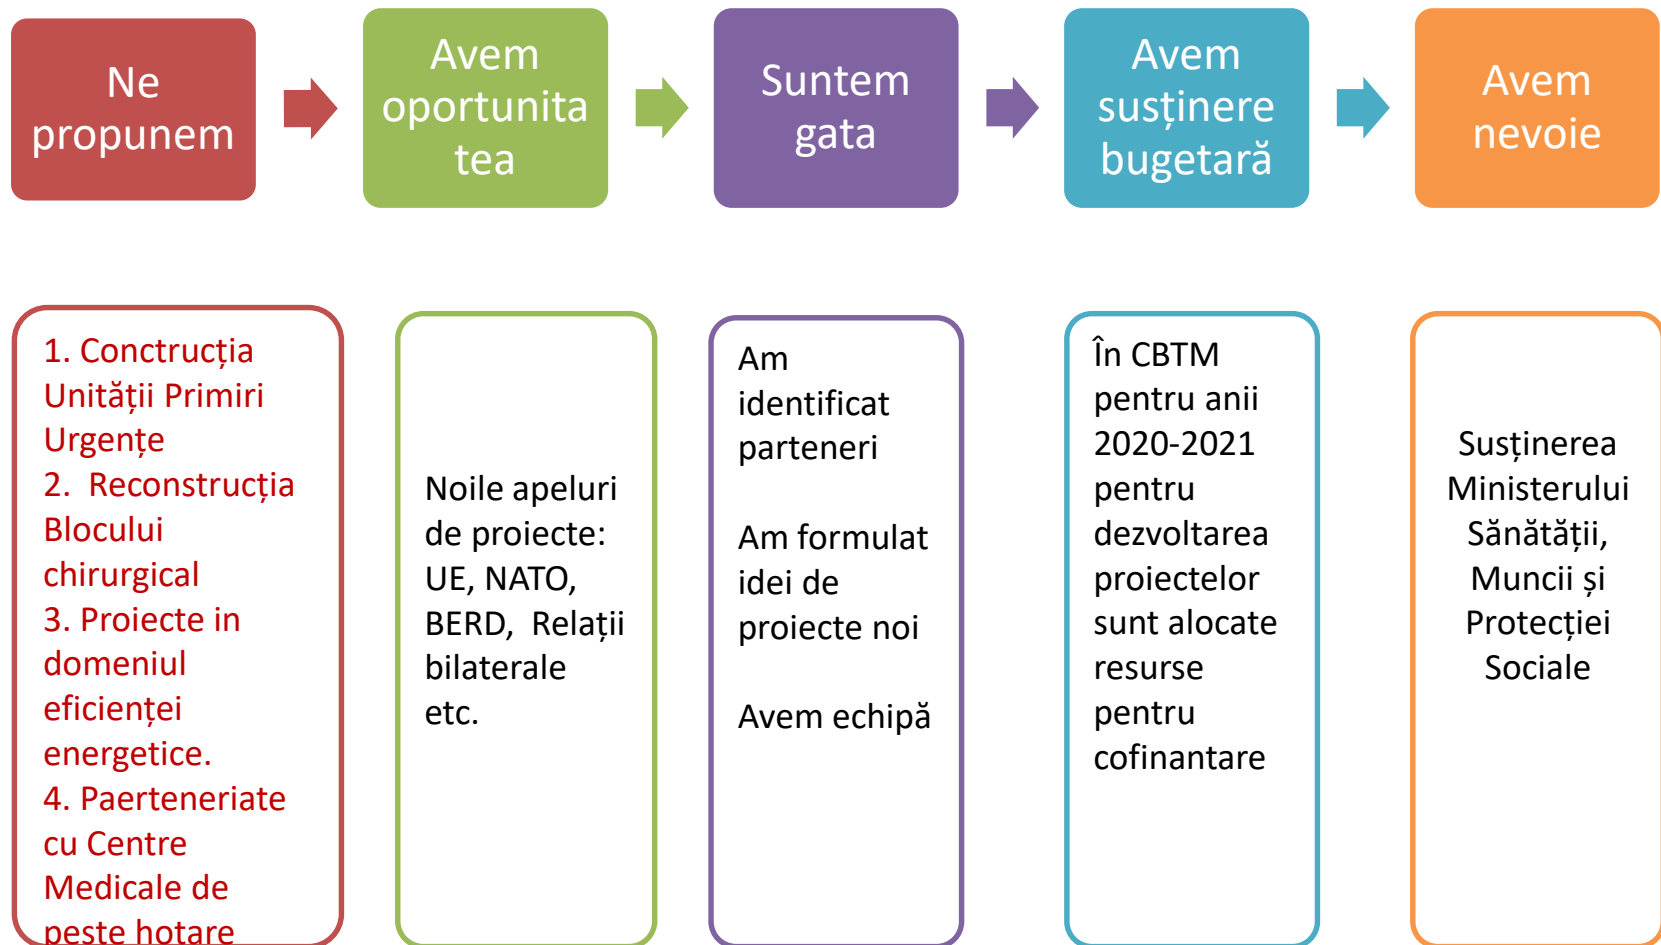 Ne
propunem
Avem
oportunita
tea
Suntem
gata
Avem
susținere
bugetară
Avem
nevoie
1. Conctrucția
Unității Primiri
Urgențe
2.  Reconstrucția
Blocului
chirurgical
3. Proiecte in
domeniul
eficienței
energetice.
4. Paerteneriate
cu Centre
Medicale de
peste hotare
Noile apeluri
de proiecte:
UE, NATO,
BERD,  Relații
bilaterale
etc.
Am
identificat
parteneri
Am formulat
idei de
proiecte noi
Avem echipă
În CBTM
pentru anii
2020-2021
pentru
dezvoltarea
proiectelor
sunt alocate
resurse
pentru
cofinantare
Susținerea
Ministerului
Sănătății,
Muncii și
Protecției
Sociale